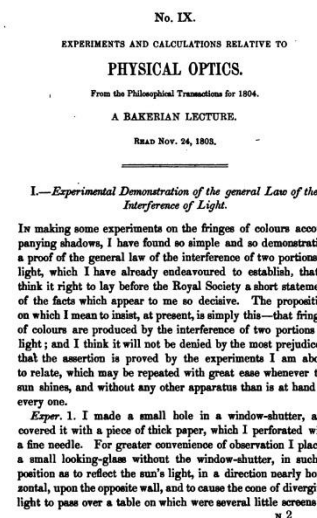 No. IX.
EXPERIMENTS AND CALCULATIONS RELATIVE TO
PHYSICAL OPTICS.
From the Philosophical Transactions for 1804.
A BAKERIAN LECTURE.
READ Nov. 24, 1803.
I.—Experimental Demonstration of the general Law of the
Interference of Light.
IN making some experiments on the fringes of colours acco
panying shadows, I have found so simple and so demonstrati
a proof of the general law of the interference of two portions
light, which I have already endeavoured to establish, that
think it right to lay before the Royal Society a short stateme
of the facts which appear to me so decisive. The propositi
on which I mean to insist, at present, is simply this—that fring
of colours are produced by the interference of two portions
light; and I think it will not be denied by the most prejudice
that the assertion is proved by the experiments I am abo
to relate, which may be repeated with great ease whenever t
sun shines, and without any other apparatus than is at hand
every one.
Exper. 1. I made a small hole in a window-shutter, a
covered it with a piece of thick paper, which I perforated wi
a fine needle. For greater convenience of observation I plac
a small looking-glass without the window-shutter, in such
position as to reflect the sun's light, in a direction nearly ho
zontal, upon the opposite wall, and to cause the cone of divergi
light to pass over a table on which were several little screens
N 2